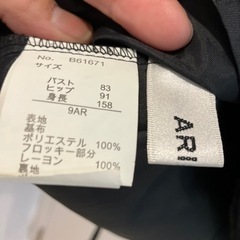 No. B61671
サイズ
バスト 83
ヒップ 91
身長 158
9AR
表地
基布
ポリエステル 100%
フロッキー部分
レーヨン 100%
裏地
AR